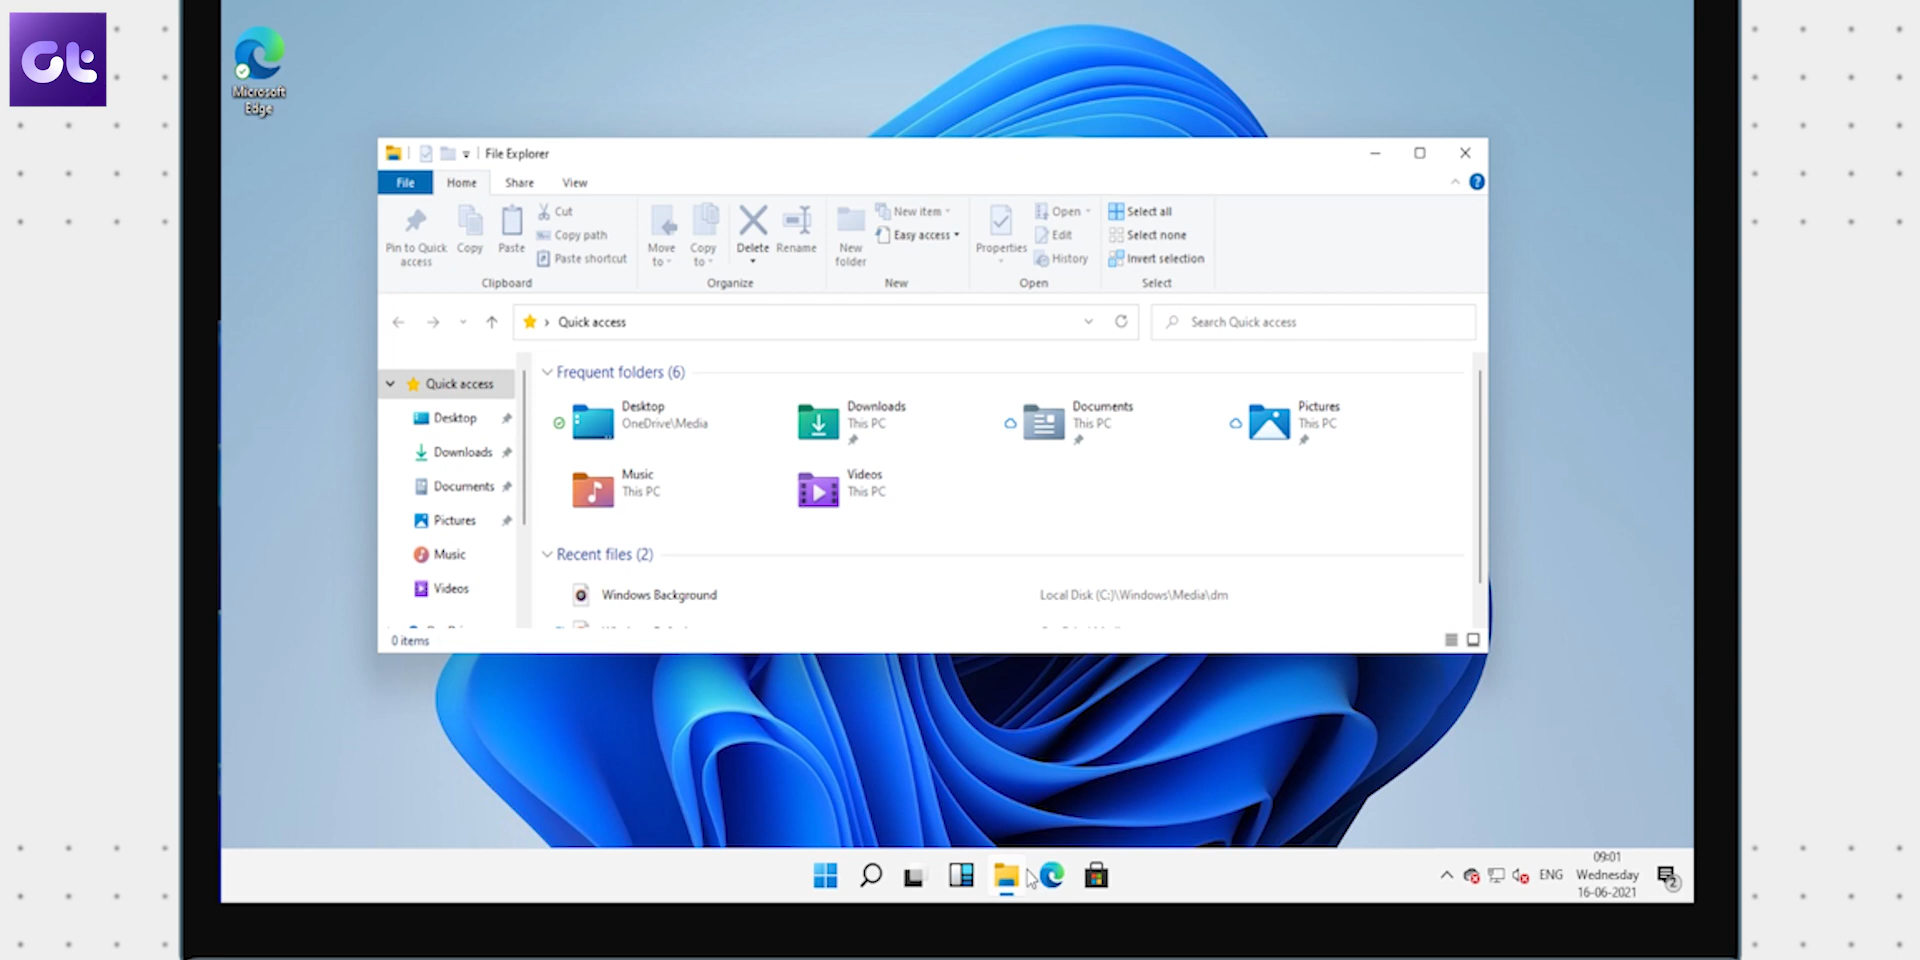 Gt
Microsoft
Edge
File Explorer
File
Home
Share
View
?
Pin to Quick
access
Copy
Paste
Cut
Copy path
Paste shortcut
Clipboard
Move
to
Copy
to
Delete
Rename
Organize
New
folder
New item
Easy access
New
Properties
Open
Edit
History
Open
Select all
Select none
Invert selection
Select
Quick access
Search Quick access
Quick access
Desktop
Downloads
Documents
Pictures
Music
Videos
Frequent folders (6)
Desktop
OneDrive\Media
Downloads
This PC
Documents
This PC
Pictures
This PC
Music
This PC
Videos
This PC
Recent files (2)
Windows Background
Local Disk (C:)\Windows\Media\dm
0 items
ENG
09:01
Wednesday
16-06-2021
2